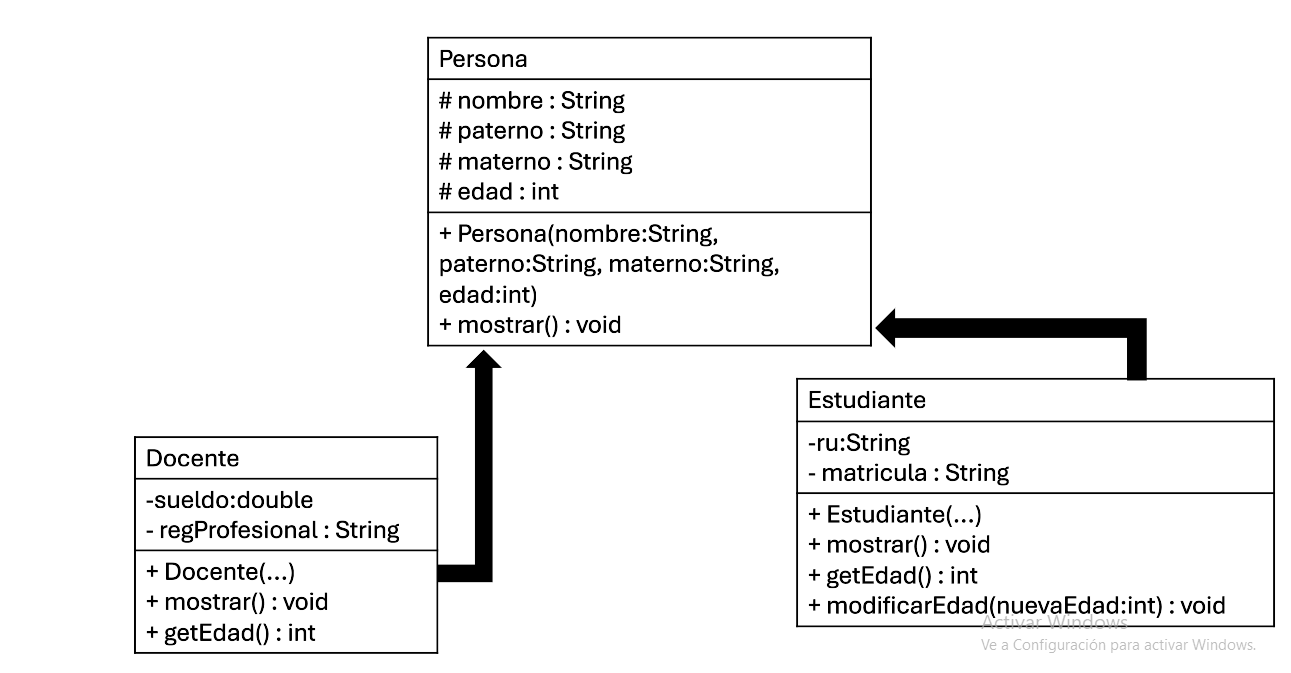 Persona
# nombre : String
# paterno : String
# materno : String
# edad : int
+ Persona(nombre:String,
paterno:String, materno:String,
edad:int)
+ mostrar() : void
Docente
-sueldo:double
- regProfesional : String
+ Docente(...)
+ mostrar() : void
+ getEdad() : int
Estudiante
-ru:String
- matricula : String
+ Estudiante(...)
+ mostrar() : void
+ getEdad() : int
+ modificarEdad(nuevaEdad:int) : void
Activar Windows
Ve a Configuración para activar Windows.